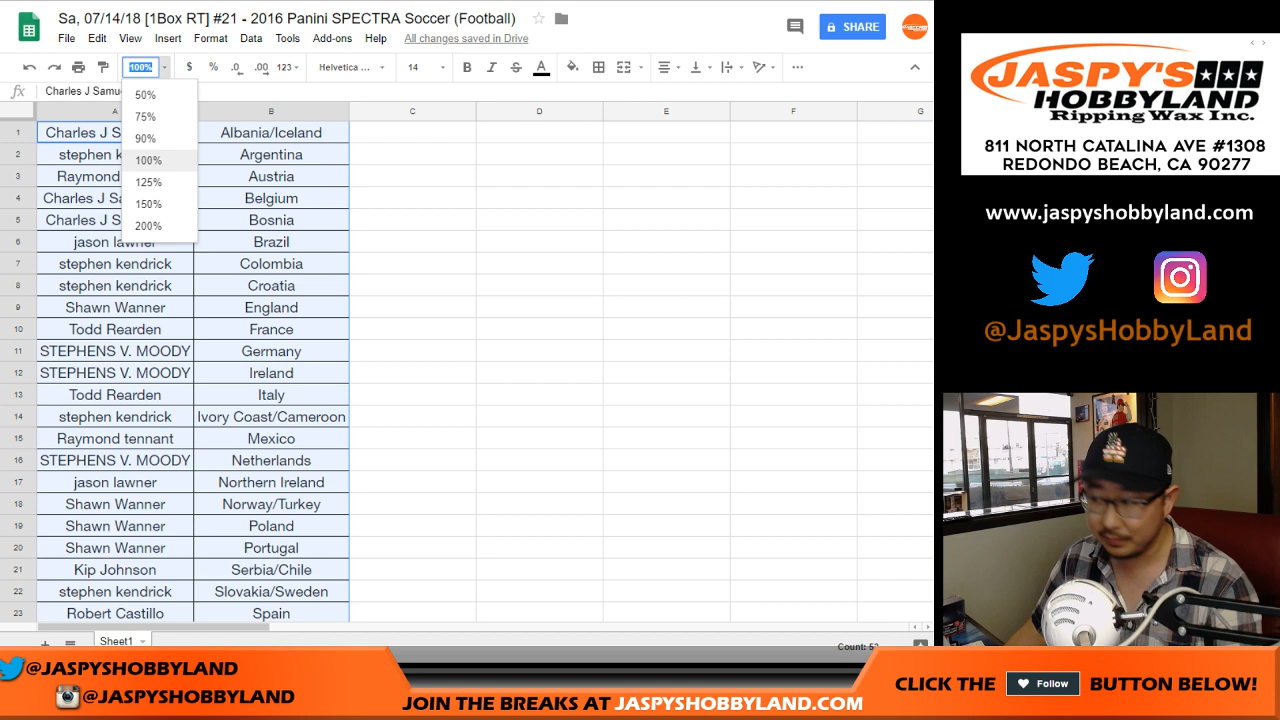 Sa, 07/14/18 [1Box RT] #21 - 2016 Panini SPECTRA Soccer (Football)
File Edit View Insert Format Data Tools Add-ons Help All changes saved in Drive
SHARE
100% $ % .0 .00 123 Helvetica ... 14 B I S A
fx Charles J Samu
50%
75%
90%
100%
125%
150%
200%
A B C D E F G
1 Charles J S Albania/Iceland
2 stephen k Argentina
3 Raymond Austria
4 Charles J Sa Belgium
5 Charles J S Bosnia
6 jason lawner Brazil
7 stephen kendrick Colombia
8 stephen kendrick Croatia
9 Shawn Wanner England
10 Todd Rearden France
11 STEPHENS V. MOODY Germany
12 STEPHENS V. MOODY Ireland
13 Todd Rearden Italy
14 stephen kendrick Ivory Coast/Cameroon
15 Raymond tennant Mexico
16 STEPHENS V. MOODY Netherlands
17 jason lawner Northern Ireland
18 Shawn Wanner Norway/Turkey
19 Shawn Wanner Poland
20 Shawn Wanner Portugal
21 Kip Johnson Serbia/Chile
22 stephen kendrick Slovakia/Sweden
23 Robert Castillo Spain
Sheet1
JASPY'S
HOBBYLAND
Ripping Wax Inc.
811 NORTH CATALINA AVE #1308
REDONDO BEACH, CA 90277
www.jaspyshobbyland.com
@JaspysHobbyLand
@JASPYSHOBBYLAND
@JASPYSHOBBYLAND
JOIN THE BREAKS AT JASPYSHOBBYLAND.COM
CLICK THE Follow BUTTON BELOW!